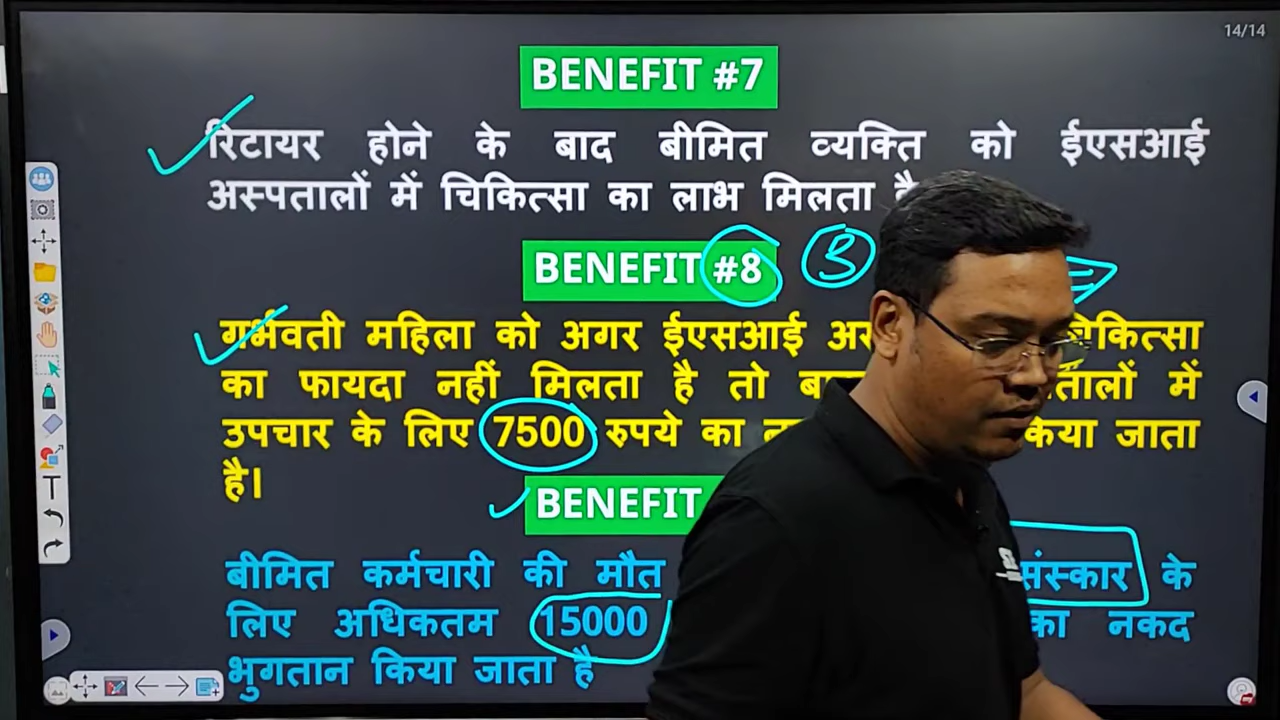 14/14
BENEFIT #7
रिटायर होने के बाद बीमित व्यक्ति को ईएसआई
अस्पतालों में चिकित्सा का लाभ मिलता
BENEFIT #8 B
गर्भवती महिला को अगर ईएसआई
का फायदा नहीं मिलता है तो में
उपचार के लिए 7500 रुपये का किया जाता
है।
BENEFIT
बीमित कर्मचारी की मौत के
लिए अधिकतम 15000 का नकद
भुगतान किया जाता है